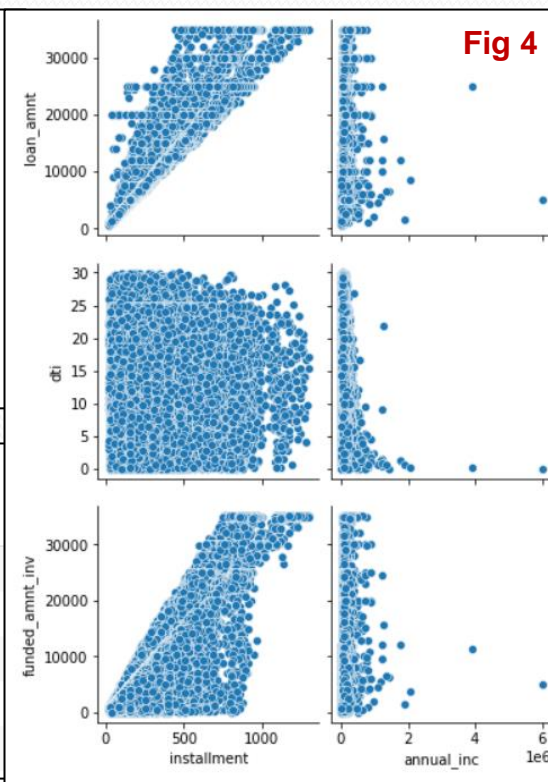 Fig 4
loan_amnt
30000
20000
10000
0
dti
30
25
20
15
10
5
0
funded_amnt_inv
30000
20000
10000
0
0 500 1000
installment
0 2 4 6
1e6
annual_inc